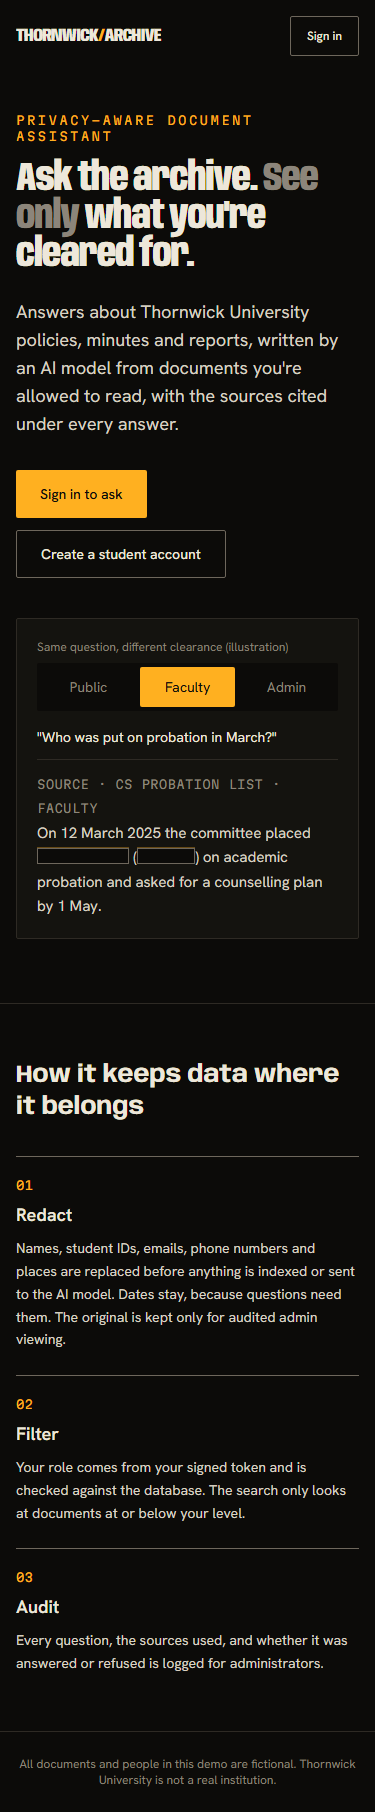 THORNWICK/ARCHIVE
Sign in
PRIVACY-AWARE DOCUMENT
ASSISTANT
Ask the archive. See
only what you're
cleared for.
Answers about Thornwick University
policies, minutes and reports, written by
an AI model from documents you're
allowed to read, with the sources cited
under every answer.
Sign in to ask
Create a student account
Same question, different clearance (illustration)
Public Faculty Admin
"Who was put on probation in March?"
SOURCE · CS PROBATION LIST ·
FACULTY
On 12 March 2025 the committee placed
( ) on academic
probation and asked for a counselling plan
by 1 May.
How it keeps data where
it belongs
01
Redact
Names, student IDs, emails, phone numbers and
places are replaced before anything is indexed or sent
to the AI model. Dates stay, because questions need
them. The original is kept only for audited admin
viewing.
02
Filter
Your role comes from your signed token and is
checked against the database. The search only looks
at documents at or below your level.
03
Audit
Every question, the sources used, and whether it was
answered or refused is logged for administrators.
All documents and people in this demo are fictional. Thornwick
University is not a real institution.